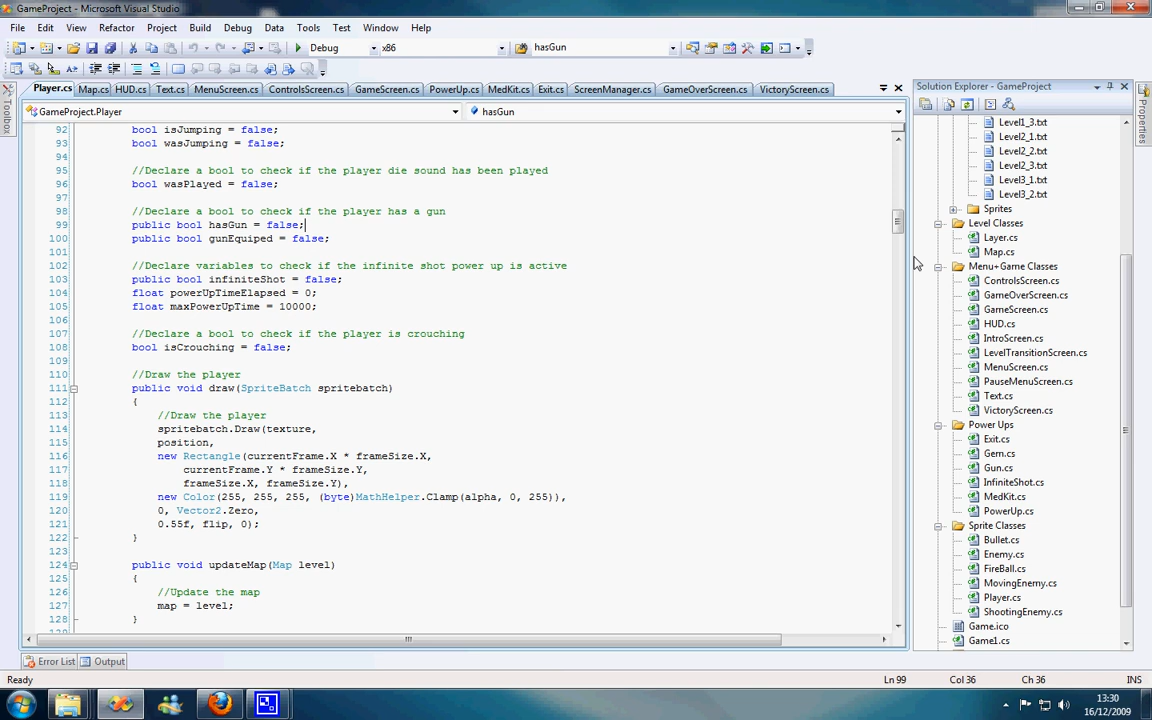 GameProject - Microsoft Visual Studio
File Edit View Refactor Project Build Debug Data Tools Test Window Help
Debug x86 hasGun
Player.cs Map.cs HUD.cs Text.cs MenuScreen.cs ControlsScreen.cs GameScreen.cs PowerUp.cs MedKit.cs Exit.cs ScreenManager.cs GameOverScreen.cs VictoryScreen.cs
Toolbox
GameProject.Player hasGun
92 bool isJumping = false;
93 bool wasJumping = false;
94
95 //Declare a bool to check if the player die sound has been played
96 bool wasPlayed = false;
97
98 //Declare a bool to check if the player has a gun
99 public bool hasGun = false;
100 public bool gunEquiped = false;
101
102 //Declare variables to check if the infinite shot power up is active
103 public bool infiniteShot = false;
104 float powerUpTimeElapsed = 0;
105 float maxPowerUpTime = 10000;
106
107 //Declare a bool to check if the player is crouching
108 bool isCrouching = false;
109
110 //Draw the player
111 public void draw(SpriteBatch spritebatch)
112 {
113 //Draw the player
114 spritebatch.Draw(texture,
115 position,
116 new Rectangle(currentFrame.X * frameSize.X,
117 currentFrame.Y * frameSize.Y,
118 frameSize.X, frameSize.Y),
119 new Color(255, 255, 255, (byte)MathHelper.Clamp(alpha, 0, 255)),
120 0, Vector2.Zero,
121 0.55f, flip, 0);
122 }
123
124 public void updateMap(Map level)
125 {
126 //Update the map
127 map = level;
128 }
Solution Explorer - GameProject
Level1_3.txt
Level2_1.txt
Level2_2.txt
Level2_3.txt
Level3_1.txt
Level3_2.txt
Sprites
Level Classes
Layer.cs
Map.cs
Menu+Game Classes
ControlsScreen.cs
GameOverScreen.cs
GameScreen.cs
HUD.cs
IntroScreen.cs
LevelTransitionScreen.cs
MenuScreen.cs
PauseMenuScreen.cs
Text.cs
VictoryScreen.cs
Power Ups
Exit.cs
Gem.cs
Gun.cs
InfiniteShot.cs
MedKit.cs
PowerUp.cs
Sprite Classes
Bullet.cs
Enemy.cs
FireBall.cs
MovingEnemy.cs
Player.cs
ShootingEnemy.cs
Game.ico
Game1.cs
Properties
Error List Output
Ready Ln 99 Col 36 Ch 36 INS
13:30
16/12/2009